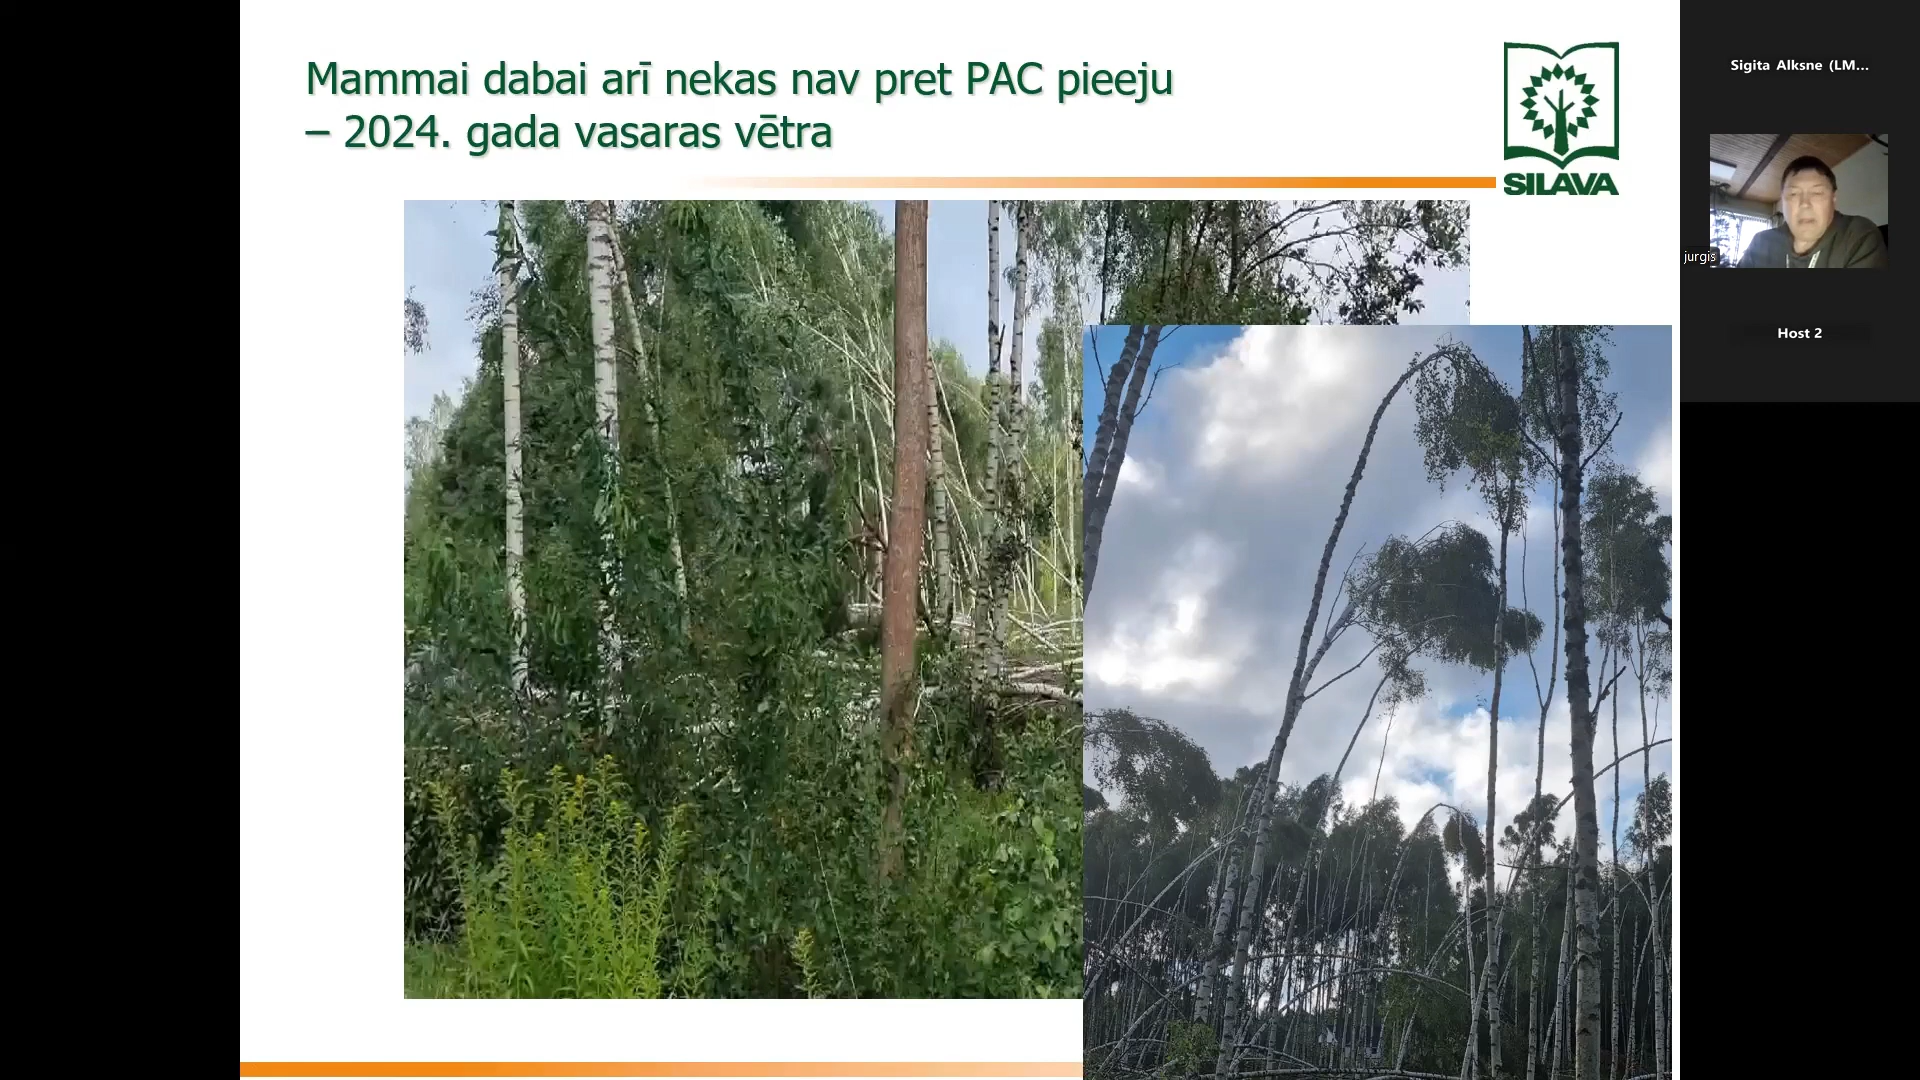 Mammai dabai arī nekas nav pret PAC pieeju
– 2024. gada vasaras vētra
SILAVA
Sigita Alksne (LM...
jurgis
Host 2